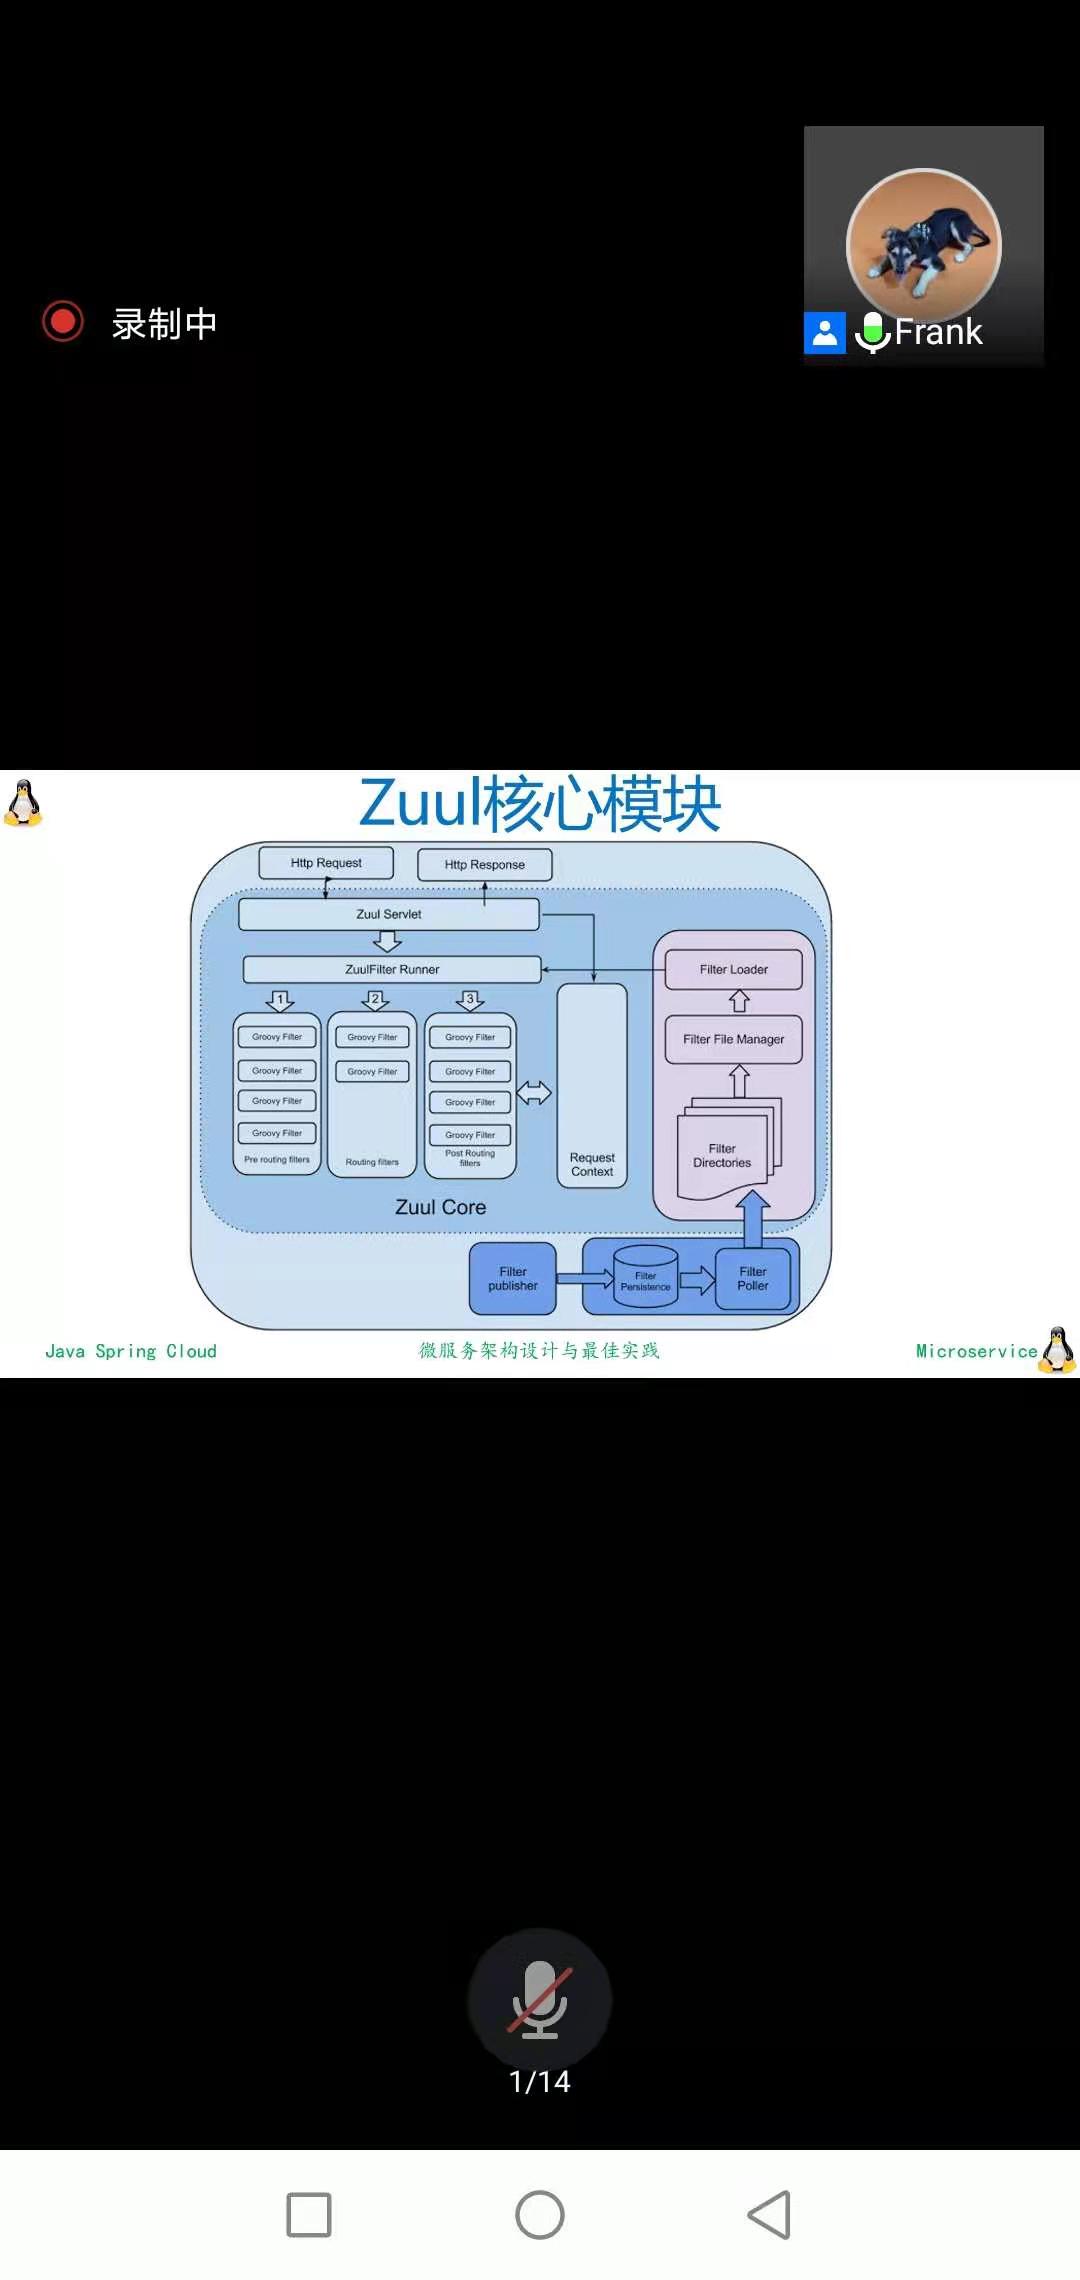 录制中
Frank
Zuul核心模块
Http Request
Http Response
Zuul Servlet
ZuulFilter Runner
Filter Loader
1
2
3
Filter File Manager
Groovy Filter
Groovy Filter
Groovy Filter
Groovy Filter
Pre routing filters
Groovy Filter
Groovy Filter
Routing filters
Groovy Filter
Groovy Filter
Groovy Filter
Groovy Filter
Post Routing
filters
Request
Context
Filter
Directories
Zuul Core
Filter
publisher
Filter
Persistence
Filter
Poller
Java Spring Cloud
微服务架构设计与最佳实践
Microservice
1/14